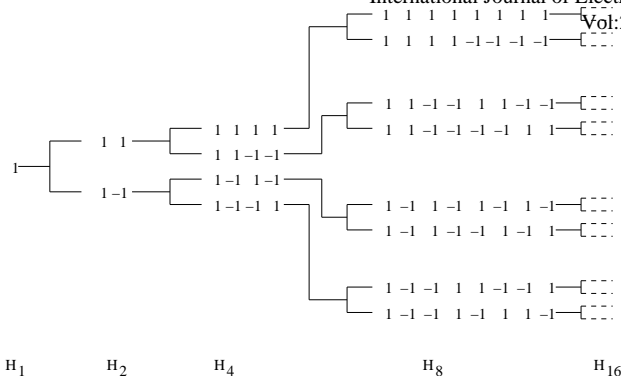 International Journal of Electri
Vol:
1 1 1 1 1 1 1 1
1 1 1 1 –1 –1 –1 –1
1 1 –1 –1 1 1 –1 –1
1 1 –1 –1 –1 –1 1 1
1 1 1 1 1
1 1 –1 –1
1
1 –1 1 –1
1 –1
1 –1 –1 1
1 –1 1 –1 1 –1 1 –1
1 –1 1 –1 –1 1 –1 1
1 –1 –1 1 1 –1 –1 1
1 –1 –1 1 –1 1 1 –1
H1 H2 H4 H8 H16